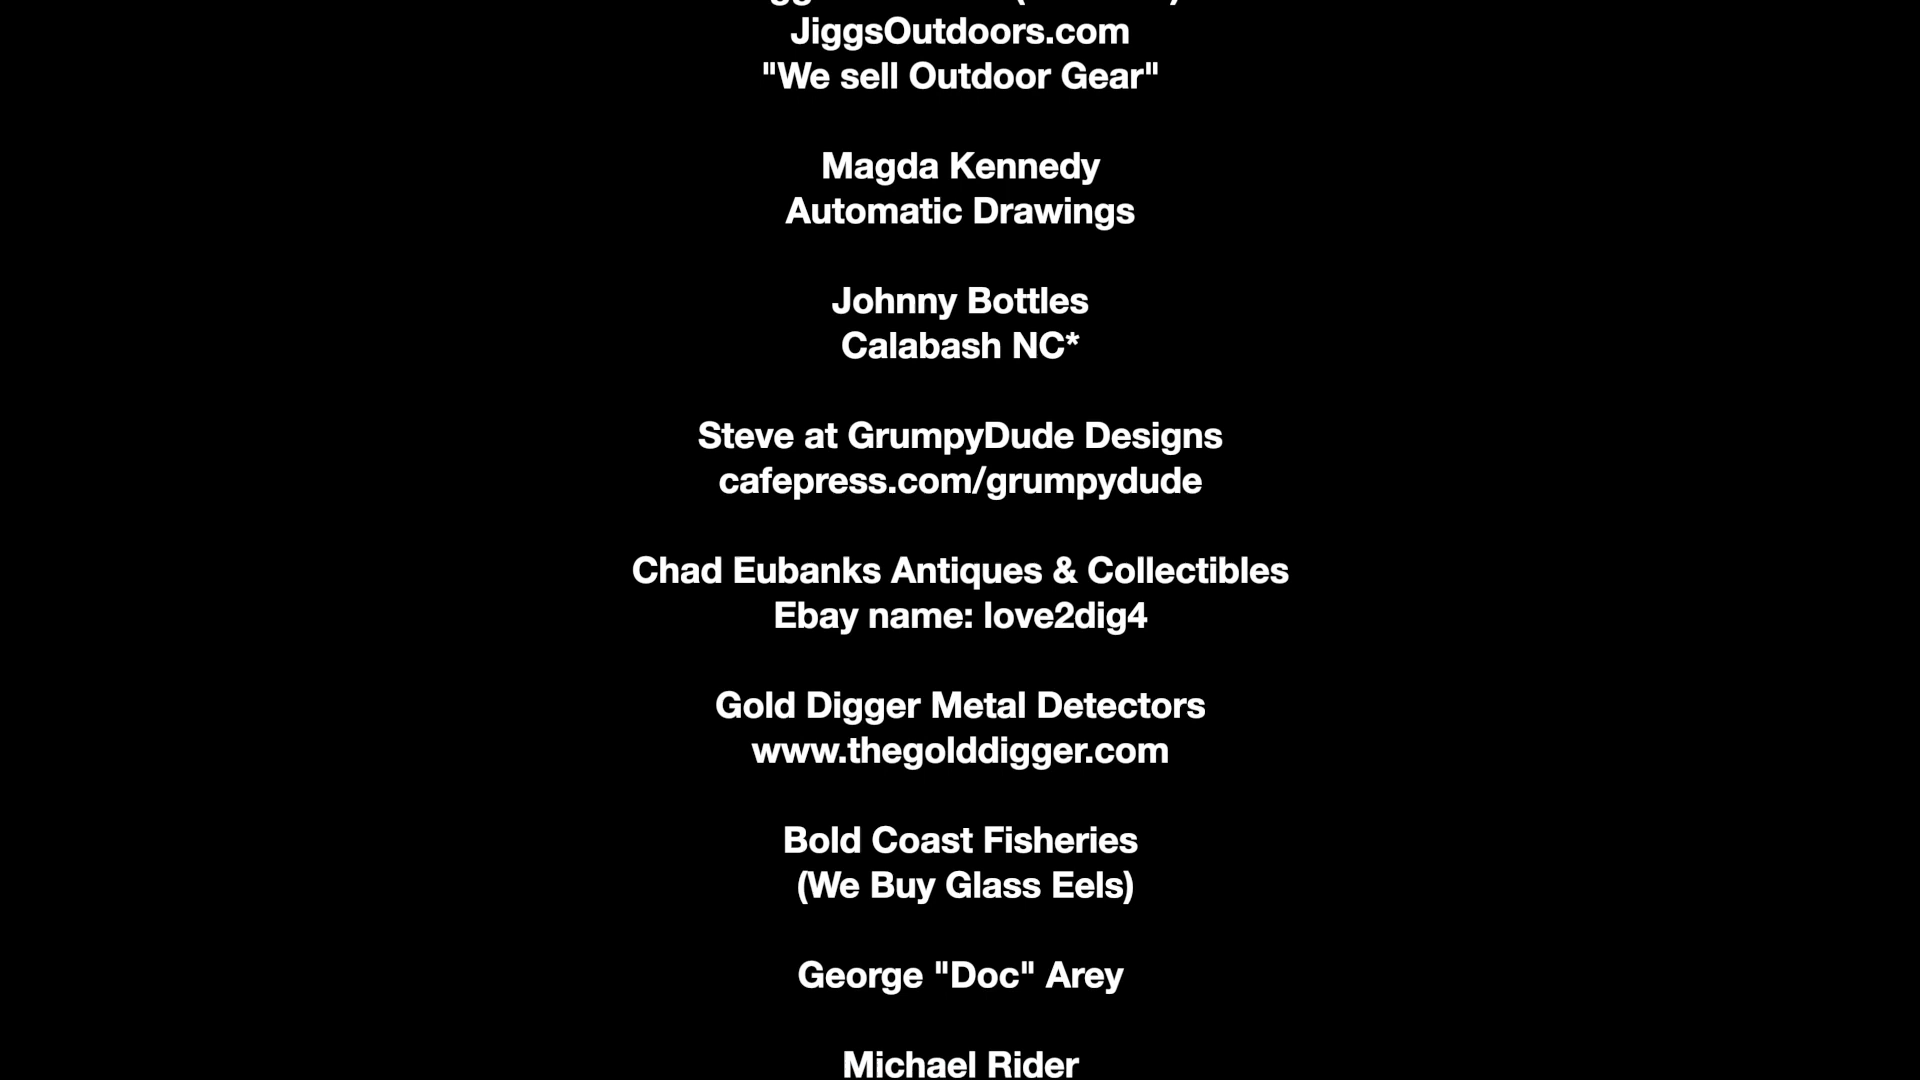 JiggsOutdoors.com
"We sell Outdoor Gear"
Magda Kennedy
Automatic Drawings
Johnny Bottles
Calabash NC*
Steve at GrumpyDude Designs
cafepress.com/grumpydude
Chad Eubanks Antiques & Collectibles
Ebay name: love2dig4
Gold Digger Metal Detectors
www.thegolddigger.com
Bold Coast Fisheries
(We Buy Glass Eels)
George "Doc" Arey
Michael Rider